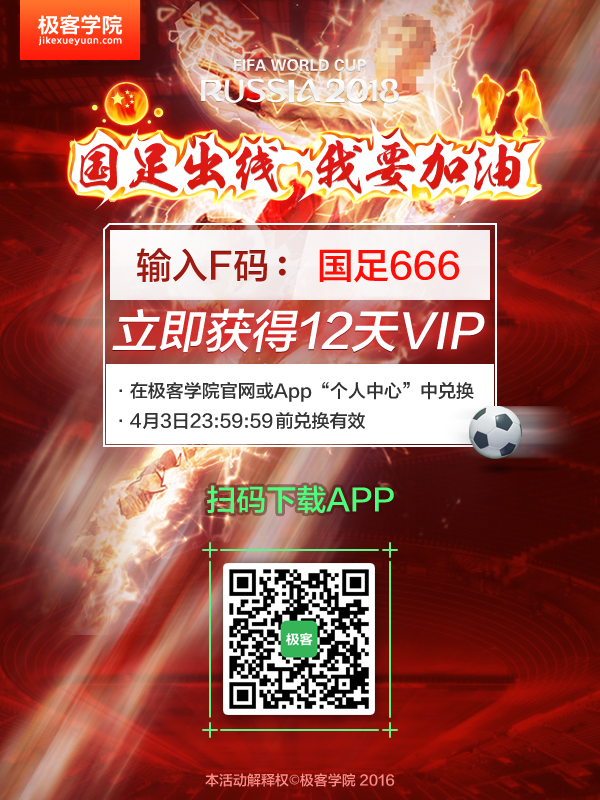 极客学院
jikexueyuan.com
FIFA WORLD CUP
RUSSIA 2018
国足出线 我要加油
输入F码： 国足666
立即获得12天VIP
· 在极客学院官网或App“个人中心”中兑换
· 4月3日23:59:59前兑换有效
扫码下载APP
极客
本活动解释权©极客学院 2016